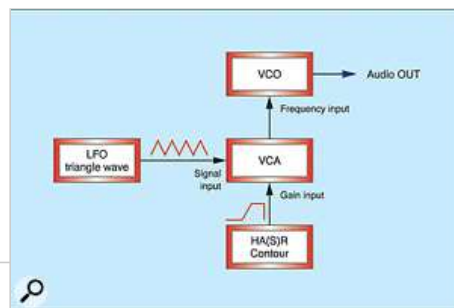 VCO
Audio OUT
Frequency input
LFO
triangle wave
Signal
input
VCA
Gain input
HA(S)R
Contour